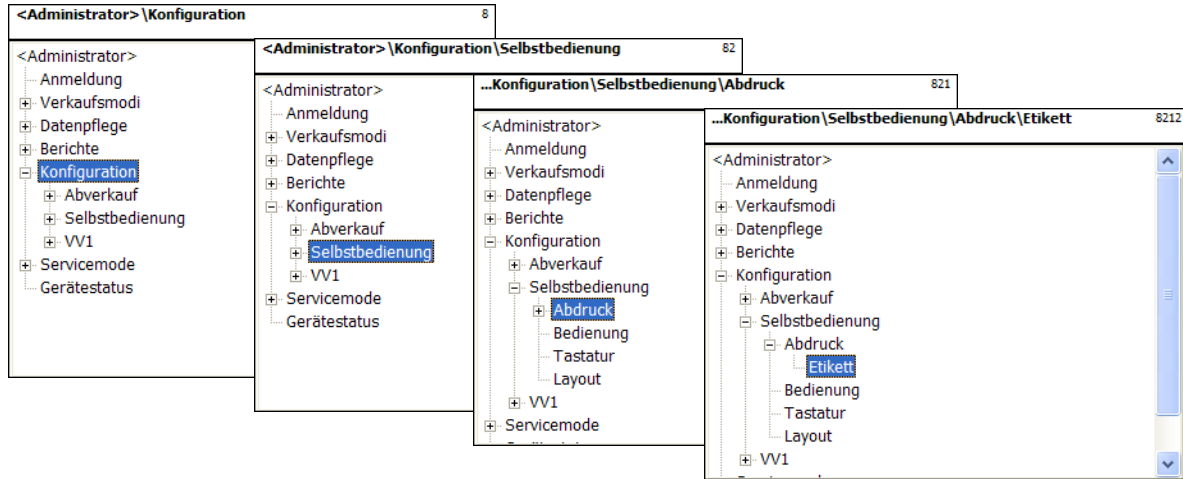 <Administrator>\Konfiguration 8
<Administrator>
Anmeldung
Verkaufsmodi
Datenpflege
Berichte
Konfiguration
Abverkauf
Selbstbedienung
VV1
Servicemode
Gerätestatus
<Administrator>\Konfiguration\Selbstbedienung 82
<Administrator>
Anmeldung
Verkaufsmodi
Datenpflege
Berichte
Konfiguration
Abverkauf
Selbstbedienung
VV1
Servicemode
Gerätestatus
...Konfiguration\Selbstbedienung\Abdruck 821
<Administrator>
Anmeldung
Verkaufsmodi
Datenpflege
Berichte
Konfiguration
Abverkauf
Selbstbedienung
Abdruck
Bedienung
Tastatur
Layout
VV1
Servicemode
...Konfiguration\Selbstbedienung\Abdruck\Etikett 8212
<Administrator>
Anmeldung
Verkaufsmodi
Datenpflege
Berichte
Konfiguration
Abverkauf
Selbstbedienung
Abdruck
Etikett
Bedienung
Tastatur
Layout
VV1